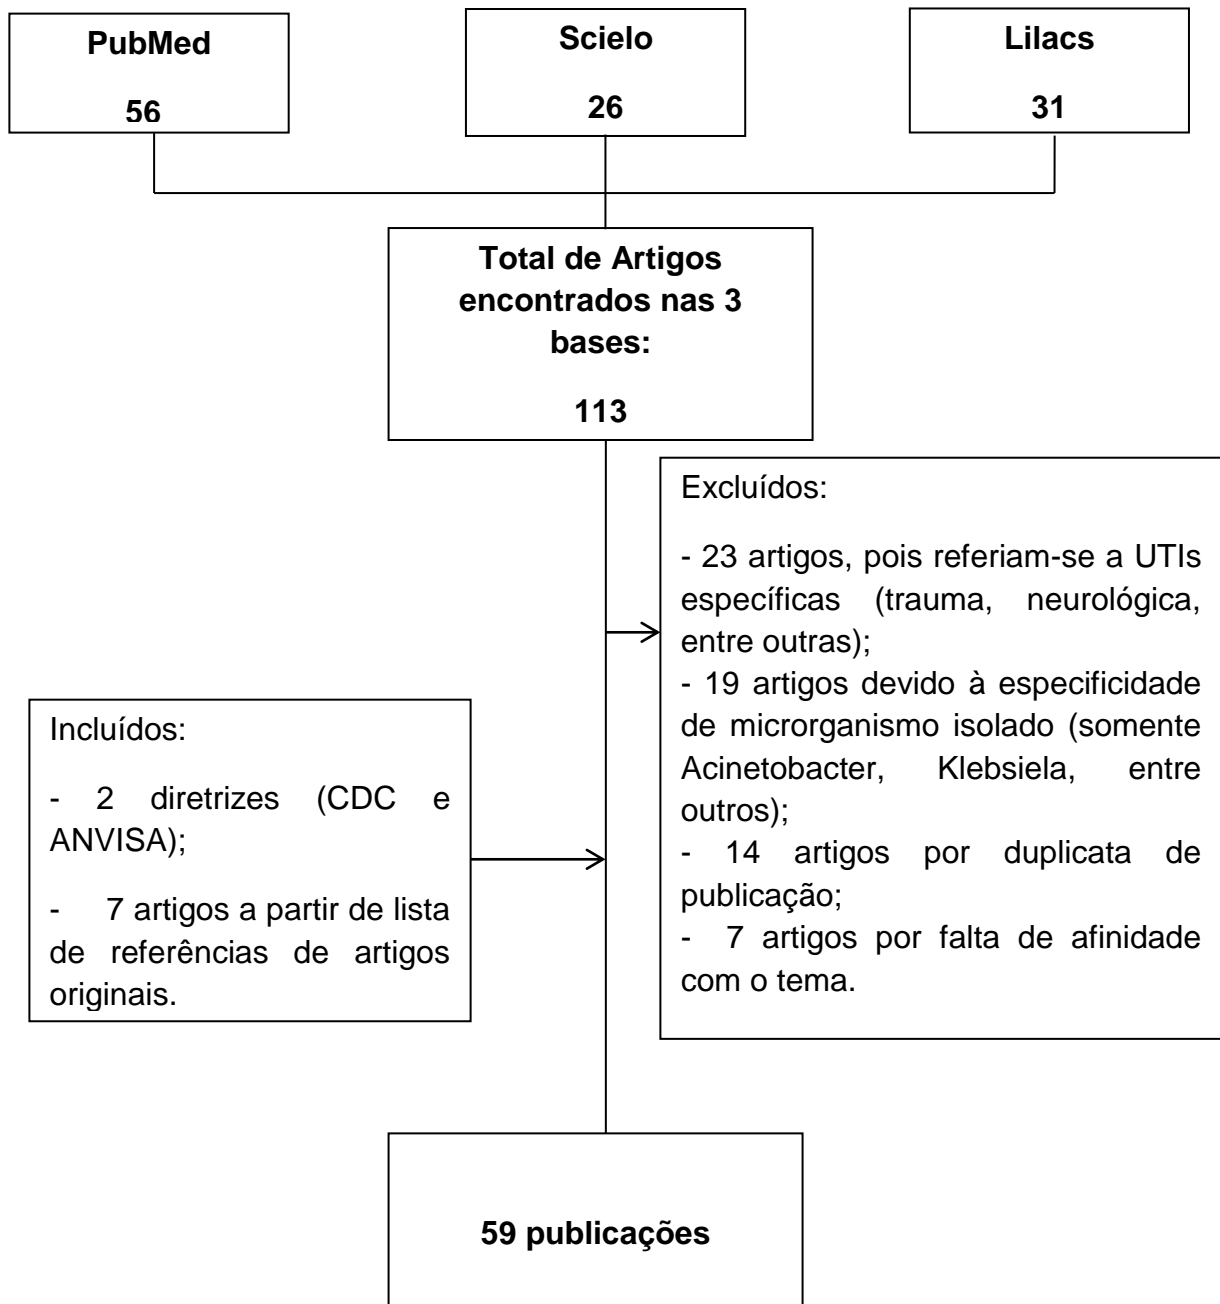 PubMed
56
Scielo
26
Lilacs
31
Total de Artigos
encontrados nas 3
bases:
113
Excluídos:
- 23 artigos, pois referiam-se a UTIs
específicas (trauma, neurológica,
entre outras);
- 19 artigos devido à especificidade
de microrganismo isolado (somente
Acinetobacter, Klebsiela, entre
outros);
- 14 artigos por duplicata de
publicação;
- 7 artigos por falta de afinidade
com o tema.
Incluídos:
- 2 diretrizes (CDC e
ANVISA);
- 7 artigos a partir de lista
de referências de artigos
originais.
59 publicações